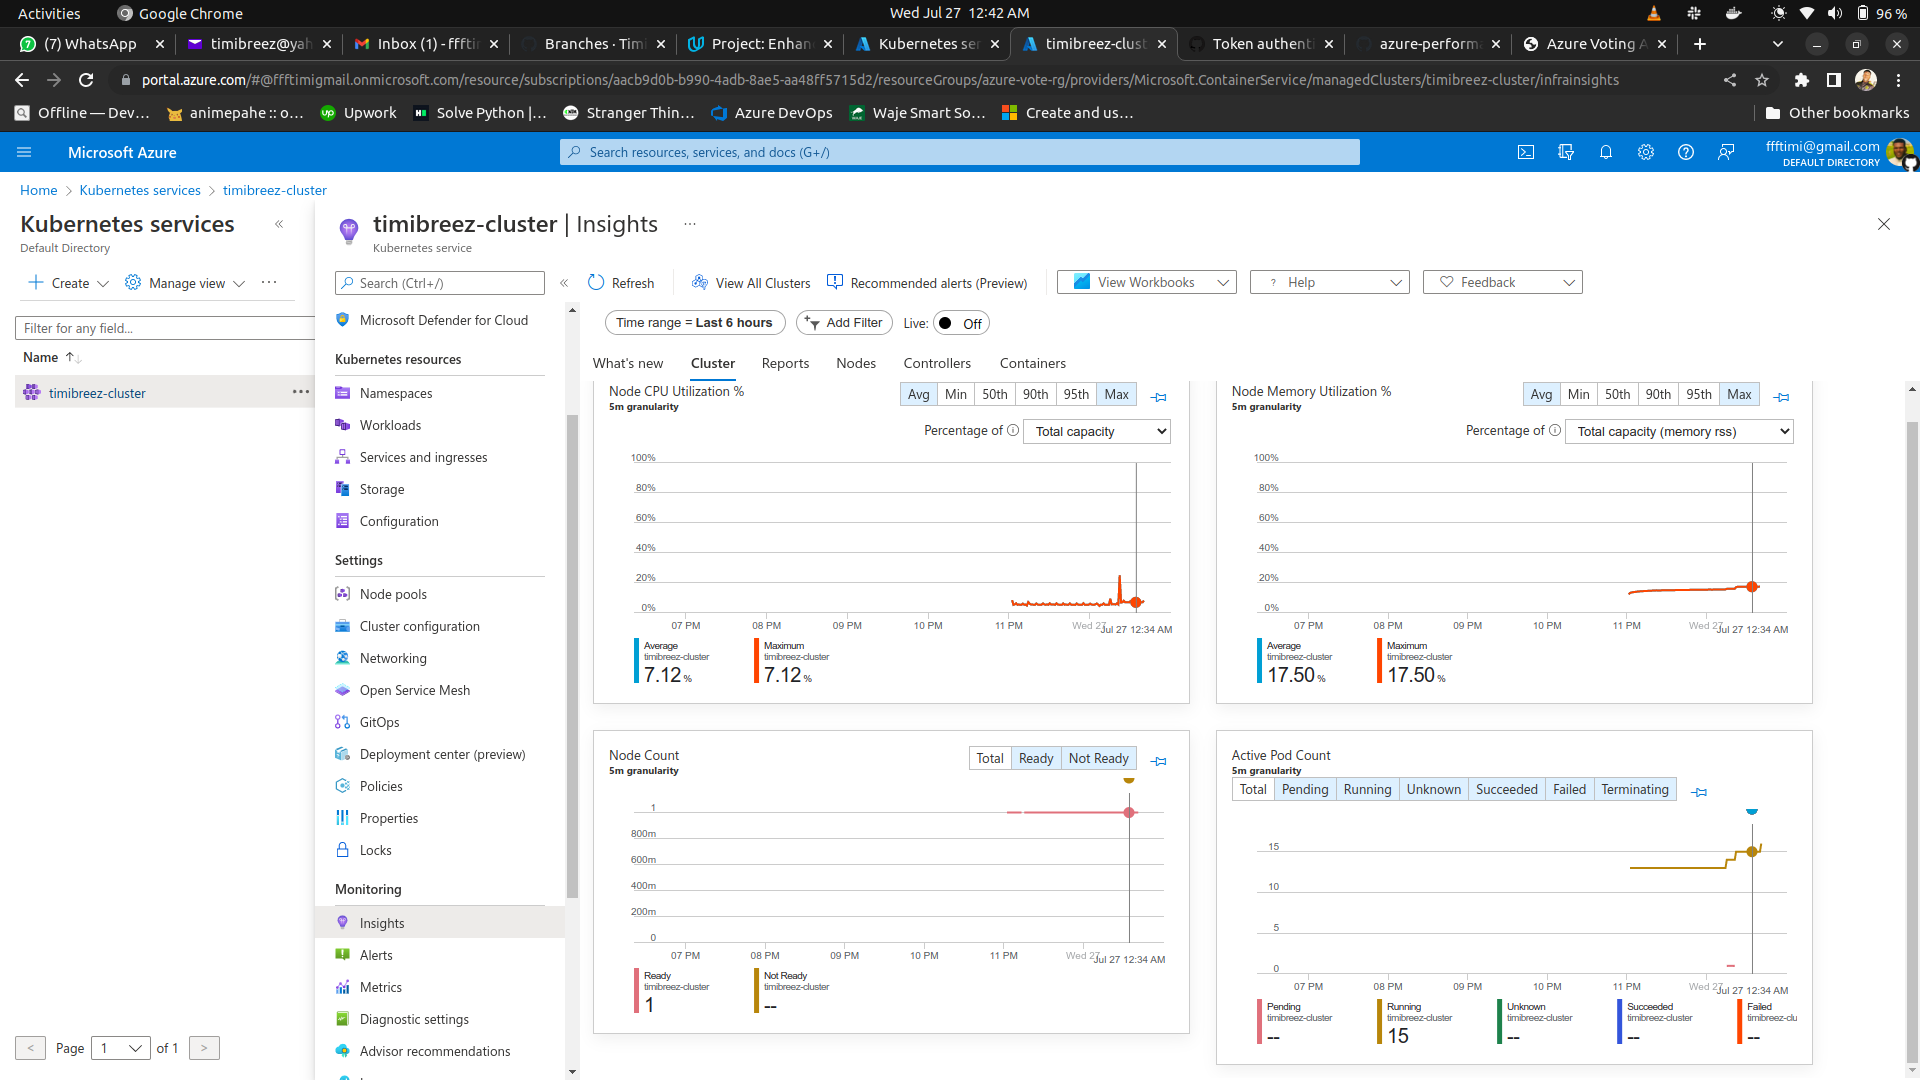 Activities
Google Chrome
Wed Jul 27  12:42 AM
96 %
(7) WhatsApp
timibreez@yah
Inbox (1) - ffftin
Branches · Timi
Project: Enhan
Kubernetes ser
timibreez-clust
Token authenti
azure-performa
Azure Voting A
portal.azure.com/#@ffftimigmail.onmicrosoft.com/resource/subscriptions/aacb9d0b-b990-4adb-8ae5-aa48ff5715d2/resourceGroups/azure-vote-rg/providers/Microsoft.ContainerService/managedClusters/timibreez-cluster/infrainsights
Offline — Dev...
animepahe :: o...
Upwork
Solve Python |...
Stranger Thin...
Azure DevOps
Waje Smart So...
Create and us...
Other bookmarks
Microsoft Azure
Search resources, services, and docs (G+/)
ffftimi@gmail.com
DEFAULT DIRECTORY
Home > Kubernetes services > timibreez-cluster
Kubernetes services
Default Directory
Create
Manage view
Filter for any field...
Name
timibreez-cluster
< Page 1 of 1 >
timibreez-cluster | Insights
Kubernetes service
Search (Ctrl+/)
Microsoft Defender for Cloud
Kubernetes resources
Namespaces
Workloads
Services and ingresses
Storage
Configuration
Settings
Node pools
Cluster configuration
Networking
Open Service Mesh
GitOps
Deployment center (preview)
Policies
Properties
Locks
Monitoring
Insights
Alerts
Metrics
Diagnostic settings
Advisor recommendations
Refresh
View All Clusters
Recommended alerts (Preview)
View Workbooks
? Help
Feedback
Time range = Last 6 hours
Add Filter
Live: Off
What's new
Cluster
Reports
Nodes
Controllers
Containers
Node CPU Utilization %
5m granularity
Avg Min 50th 90th 95th Max
Percentage of Total capacity
100%
80%
60%
40%
20%
0%
07 PM 08 PM 09 PM 10 PM 11 PM Wed 27 Jul 27 12:34 AM
Average
timibreez-cluster
7.12 %
Maximum
timibreez-cluster
7.12 %
Node Memory Utilization %
5m granularity
Avg Min 50th 90th 95th Max
Percentage of Total capacity (memory rss)
100%
80%
60%
40%
20%
0%
07 PM 08 PM 09 PM 10 PM 11 PM Wed 27 Jul 27 12:34 AM
Average
timibreez-cluster
17.50 %
Maximum
timibreez-cluster
17.50 %
Node Count
5m granularity
Total Ready Not Ready
1
800m
600m
400m
200m
0
07 PM 08 PM 09 PM 10 PM 11 PM Wed 27 Jul 27 12:34 AM
Ready
timibreez-cluster
1
Not Ready
timibreez-cluster
--
Active Pod Count
5m granularity
Total Pending Running Unknown Succeeded Failed Terminating
15
10
5
0
07 PM 08 PM 09 PM 10 PM 11 PM Wed 27 Jul 27 12:34 AM
Pending
timibreez-cluster
--
Running
timibreez-cluster
15
Unknown
timibreez-cluster
--
Succeeded
timibreez-cluster
--
Failed
timibreez-clu
--